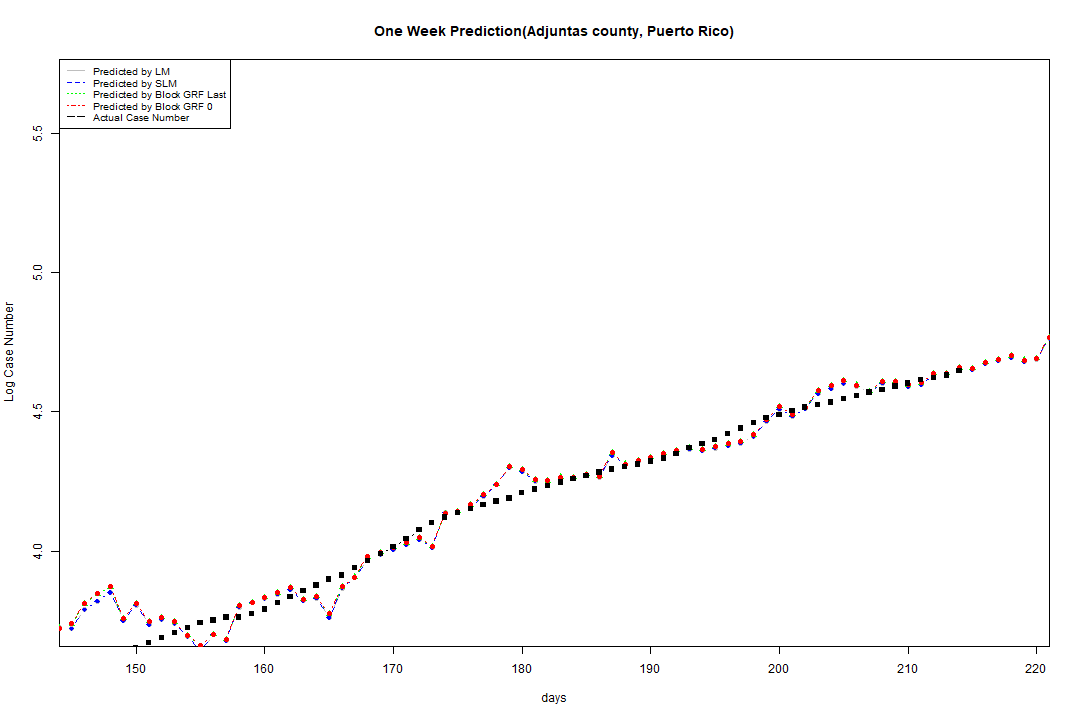 One Week Prediction(Adjuntas county, Puerto Rico)
Predicted by LM
Predicted by SLM
Predicted by Block GRF Last
Predicted by Block GRF 0
Actual Case Number
5.5
5.0
4.5
4.0
Log Case Number
150 160 170 180 190 200 210 220
days